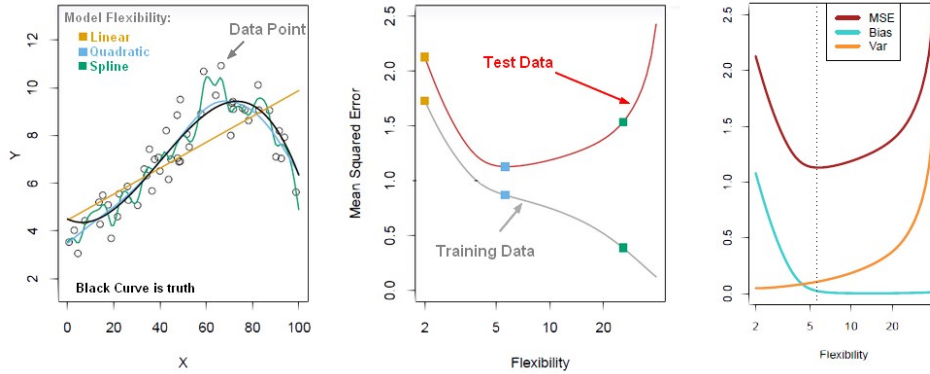 Model Flexibility:
Linear
Quadratic
Spline
Data Point
Black Curve is truth
Y
12
10
8
6
4
2
0 20 40 60 80 100
X
Mean Squared Error
2.5
2.0
1.5
1.0
0.5
0.0
Test Data
Training Data
2 5 10 20
Flexibility
MSE
Bias
Var
2.5
2.0
1.5
1.0
0.5
0.0
2 5 10 20
Flexibility